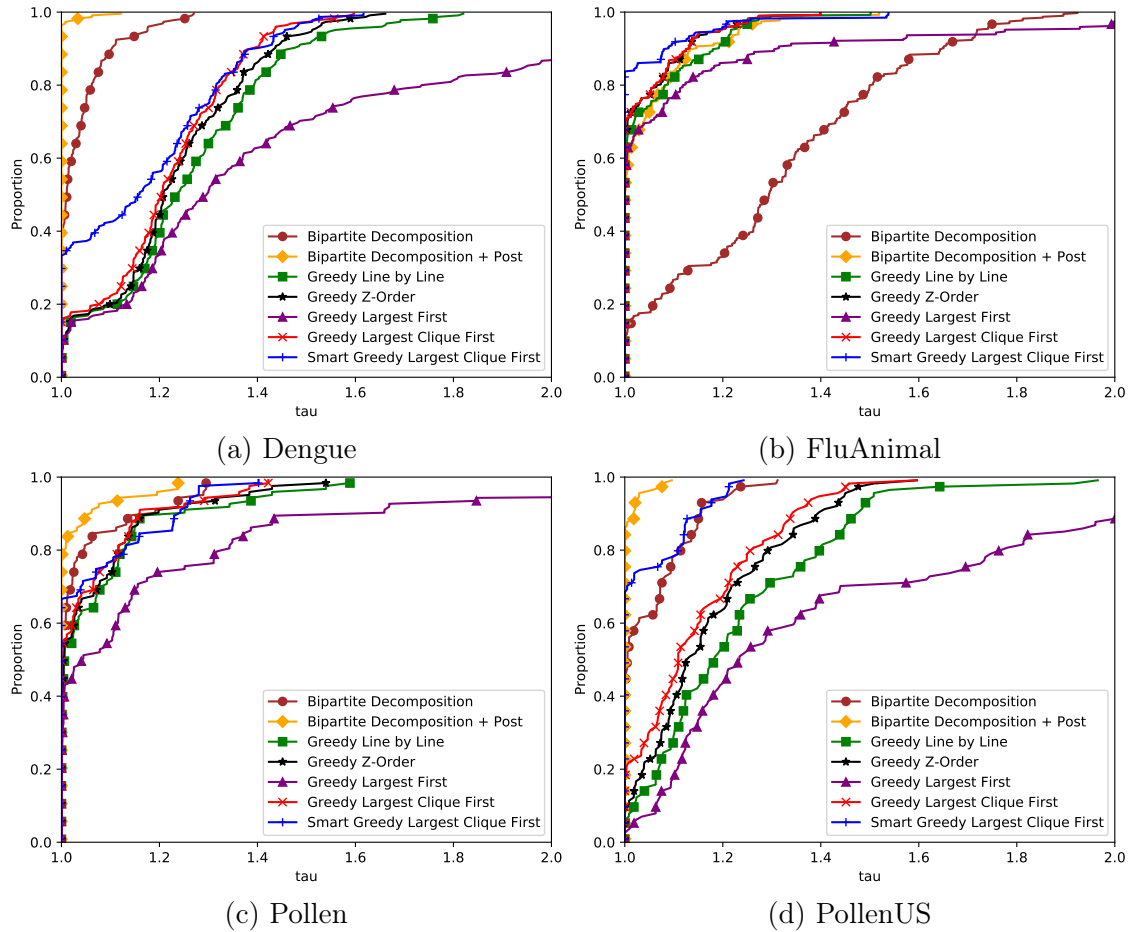 1.0
0.8
0.6
0.4
0.2
0.0
Proportion
1.0 1.2 1.4 1.6 1.8 2.0
tau
Bipartite Decomposition
Bipartite Decomposition + Post
Greedy Line by Line
Greedy Z-Order
Greedy Largest First
Greedy Largest Clique First
Smart Greedy Largest Clique First
(a) Dengue
1.0
0.8
0.6
0.4
0.2
0.0
Proportion
1.0 1.2 1.4 1.6 1.8 2.0
tau
Bipartite Decomposition
Bipartite Decomposition + Post
Greedy Line by Line
Greedy Z-Order
Greedy Largest First
Greedy Largest Clique First
Smart Greedy Largest Clique First
(b) FluAnimal
1.0
0.8
0.6
0.4
0.2
0.0
Proportion
1.0 1.2 1.4 1.6 1.8 2.0
tau
Bipartite Decomposition
Bipartite Decomposition + Post
Greedy Line by Line
Greedy Z-Order
Greedy Largest First
Greedy Largest Clique First
Smart Greedy Largest Clique First
(c) Pollen
1.0
0.8
0.6
0.4
0.2
0.0
Proportion
1.0 1.2 1.4 1.6 1.8 2.0
tau
Bipartite Decomposition
Bipartite Decomposition + Post
Greedy Line by Line
Greedy Z-Order
Greedy Largest First
Greedy Largest Clique First
Smart Greedy Largest Clique First
(d) PollenUS